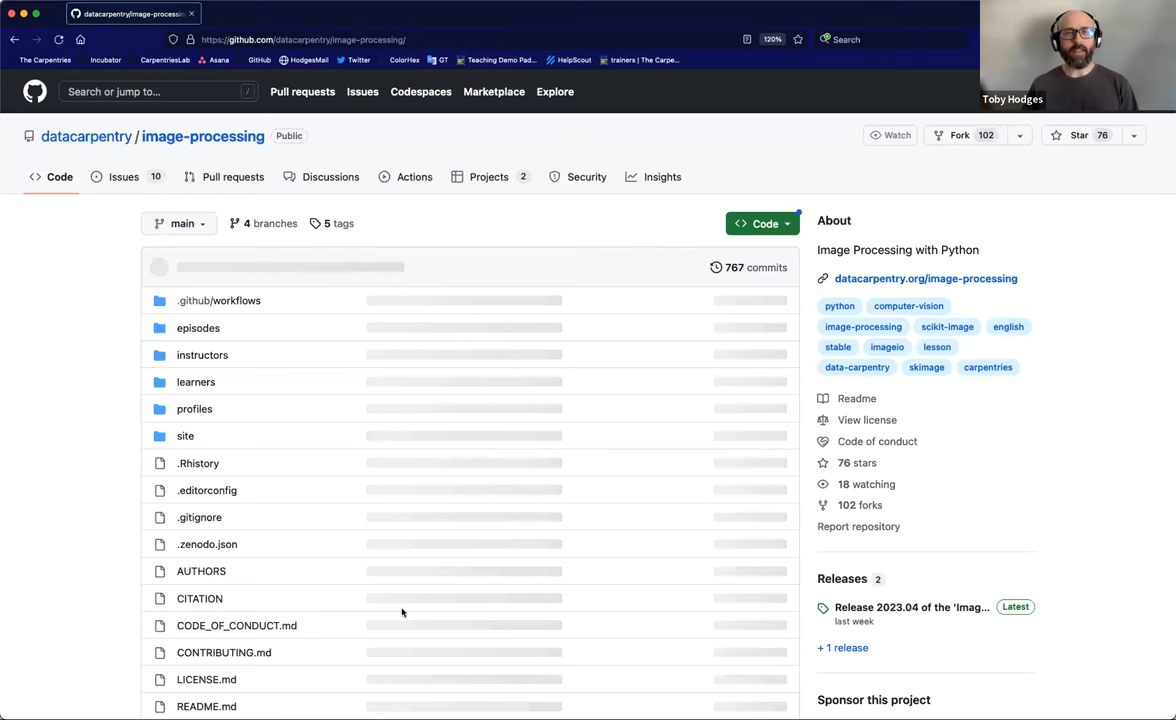 datacarpentry/image-processin
https://github.com/datacarpentry/image-processing/
120%
Search
The Carpentries Incubator CarpentriesLab Asana GitHub HodgesMail Twitter ColorHex GT Teaching Demo Pad... HelpScout trainers | The Carpe...
Toby Hodges
Search or jump to... / Pull requests Issues Codespaces Marketplace Explore
datacarpentry / image-processing Public
Watch Fork 102 Star 76
Code Issues 10 Pull requests Discussions Actions Projects 2 Security Insights
main 4 branches 5 tags Code
767 commits
.github/workflows
episodes
instructors
learners
profiles
site
.Rhistory
.editorconfig
.gitignore
.zenodo.json
AUTHORS
CITATION
CODE_OF_CONDUCT.md
CONTRIBUTING.md
LICENSE.md
README.md
About
Image Processing with Python
datacarpentry.org/image-processing
python computer-vision
image-processing scikit-image english
stable imageio lesson
data-carpentry skimage carpentries
Readme
View license
Code of conduct
76 stars
18 watching
102 forks
Report repository
Releases 2
Release 2023.04 of the 'Imag... Latest
last week
+ 1 release
Sponsor this project